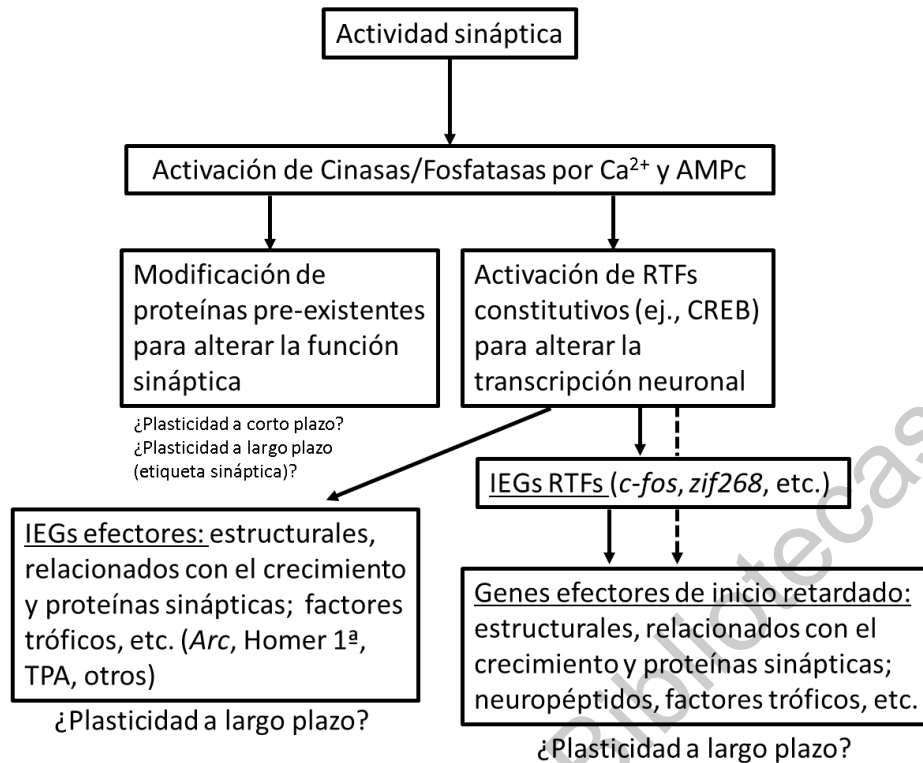 Actividad sináptica
Activación de Cinasas/Fosfatasas por Ca²⁺ y AMPc
Modificación de
proteínas pre-existentes
para alterar la función
sináptica
¿Plasticidad a corto plazo?
¿Plasticidad a largo plazo
(etiqueta sináptica)?
Activación de RTFs
constitutivos (ej., CREB)
para alterar la
transcripción neuronal
IEGs RTFs (c-fos, zif268, etc.)
IEGs efectores: estructurales,
relacionados con el crecimiento
y proteínas sinápticas; factores
tróficos, etc. (Arc, Homer 1ª,
TPA, otros)
¿Plasticidad a largo plazo?
Genes efectores de inicio retardado:
estructurales, relacionados con el
crecimiento y proteínas sinápticas;
neuropéptidos, factores tróficos, etc.
¿Plasticidad a largo plazo?
Bibliotecas